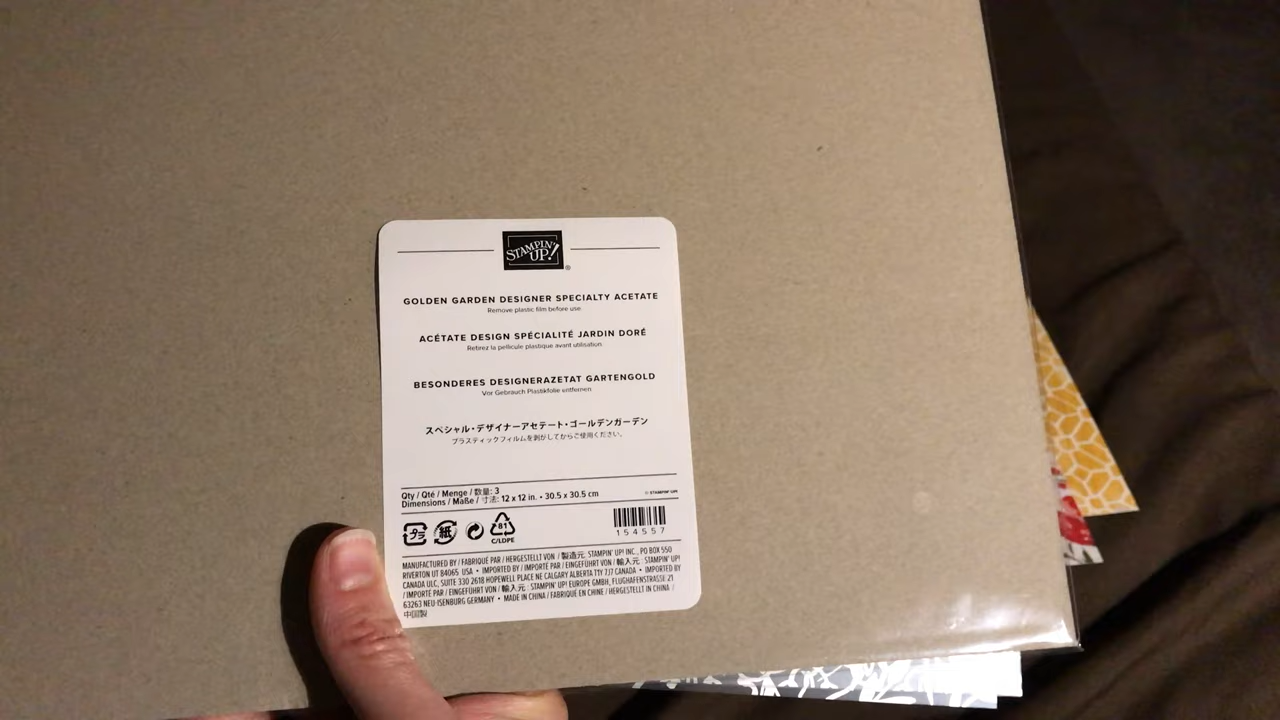 STAMPIN' UP!®
GOLDEN GARDEN DESIGNER SPECIALTY ACETATE
Remove plastic film before use
ACÉTATE DESIGN SPÉCIALITÉ JARDIN DORÉ
Retirez la pellicule plastique avant utilisation
BESONDERES DESIGNERAZETAT GARTENGOLD
Vor Gebrauch Plastikfolie entfernen
スペシャル・デザイナーアセテート・ゴールデンガーデン
プラスティックフィルムを剥がしてからご使用ください。
Qty / Qté / Menge / 数量: 3
Dimensions / Maße / 寸法: 12 x 12 in. • 30.5 x 30.5 cm
© STAMPIN' UP!
プラ 紙 81
C/LDPE
154557
MANUFACTURED BY / FABRIQUÉ PAR / HERGESTELLT VON / 製造元: STAMPIN' UP! INC., PO BOX 550
RIVERTON UT 84065 USA • IMPORTED BY / IMPORTÉ PAR / EINGEFÜHRT VON / 輸入元: STAMPIN' UP!
CANADA ULC, SUITE 330 2618 HOPEWELL PLACE NE CALGARY ALBERTA T1Y 7J7 CANADA • IMPORTED BY
/ IMPORTÉ PAR / EINGEFÜHRT VON / 輸入元: STAMPIN' UP! EUROPE GMBH, FLUGHAFENSTRASSE 21
63263 NEU-ISENBURG GERMANY • MADE IN CHINA / FABRIQUÉ EN CHINE / HERGESTELLT IN CHINA /
中国製